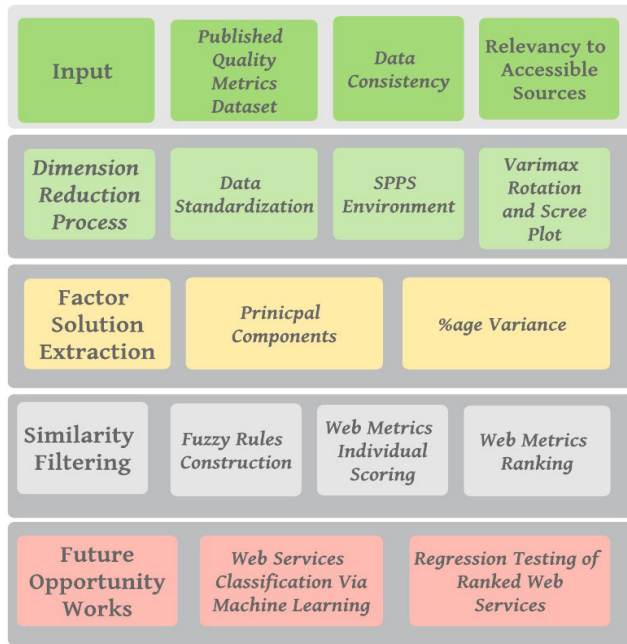 Input
Published
Quality
Metrics
Dataset
Data
Consistency
Relevancy to
Accessible
Sources
Dimension
Reduction
Process
Data
Standardization
SPPS
Environment
Varimax
Rotation
and Scree
Plot
Factor
Solution
Extraction
Prinicpal
Components
%age Variance
Similarity
Filtering
Fuzzy Rules
Construction
Web Metrics
Individual
Scoring
Web Metrics
Ranking
Future
Opportunity
Works
Web Services
Classification Via
Machine Learning
Regression Testing of
Ranked Web
Services